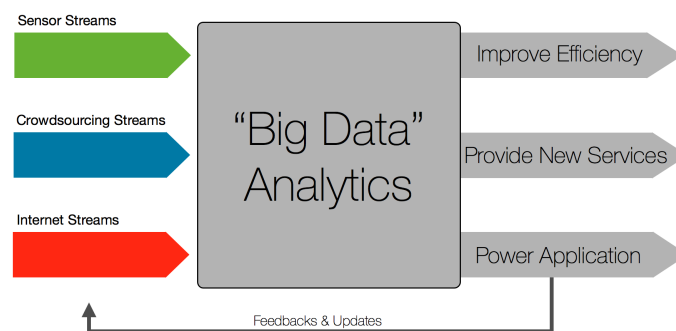 Sensor Streams
Improve Efficiency
Crowdsourcing Streams
“Big Data”
Analytics
Provide New Services
Internet Streams
Power Application
Feedbacks & Updates